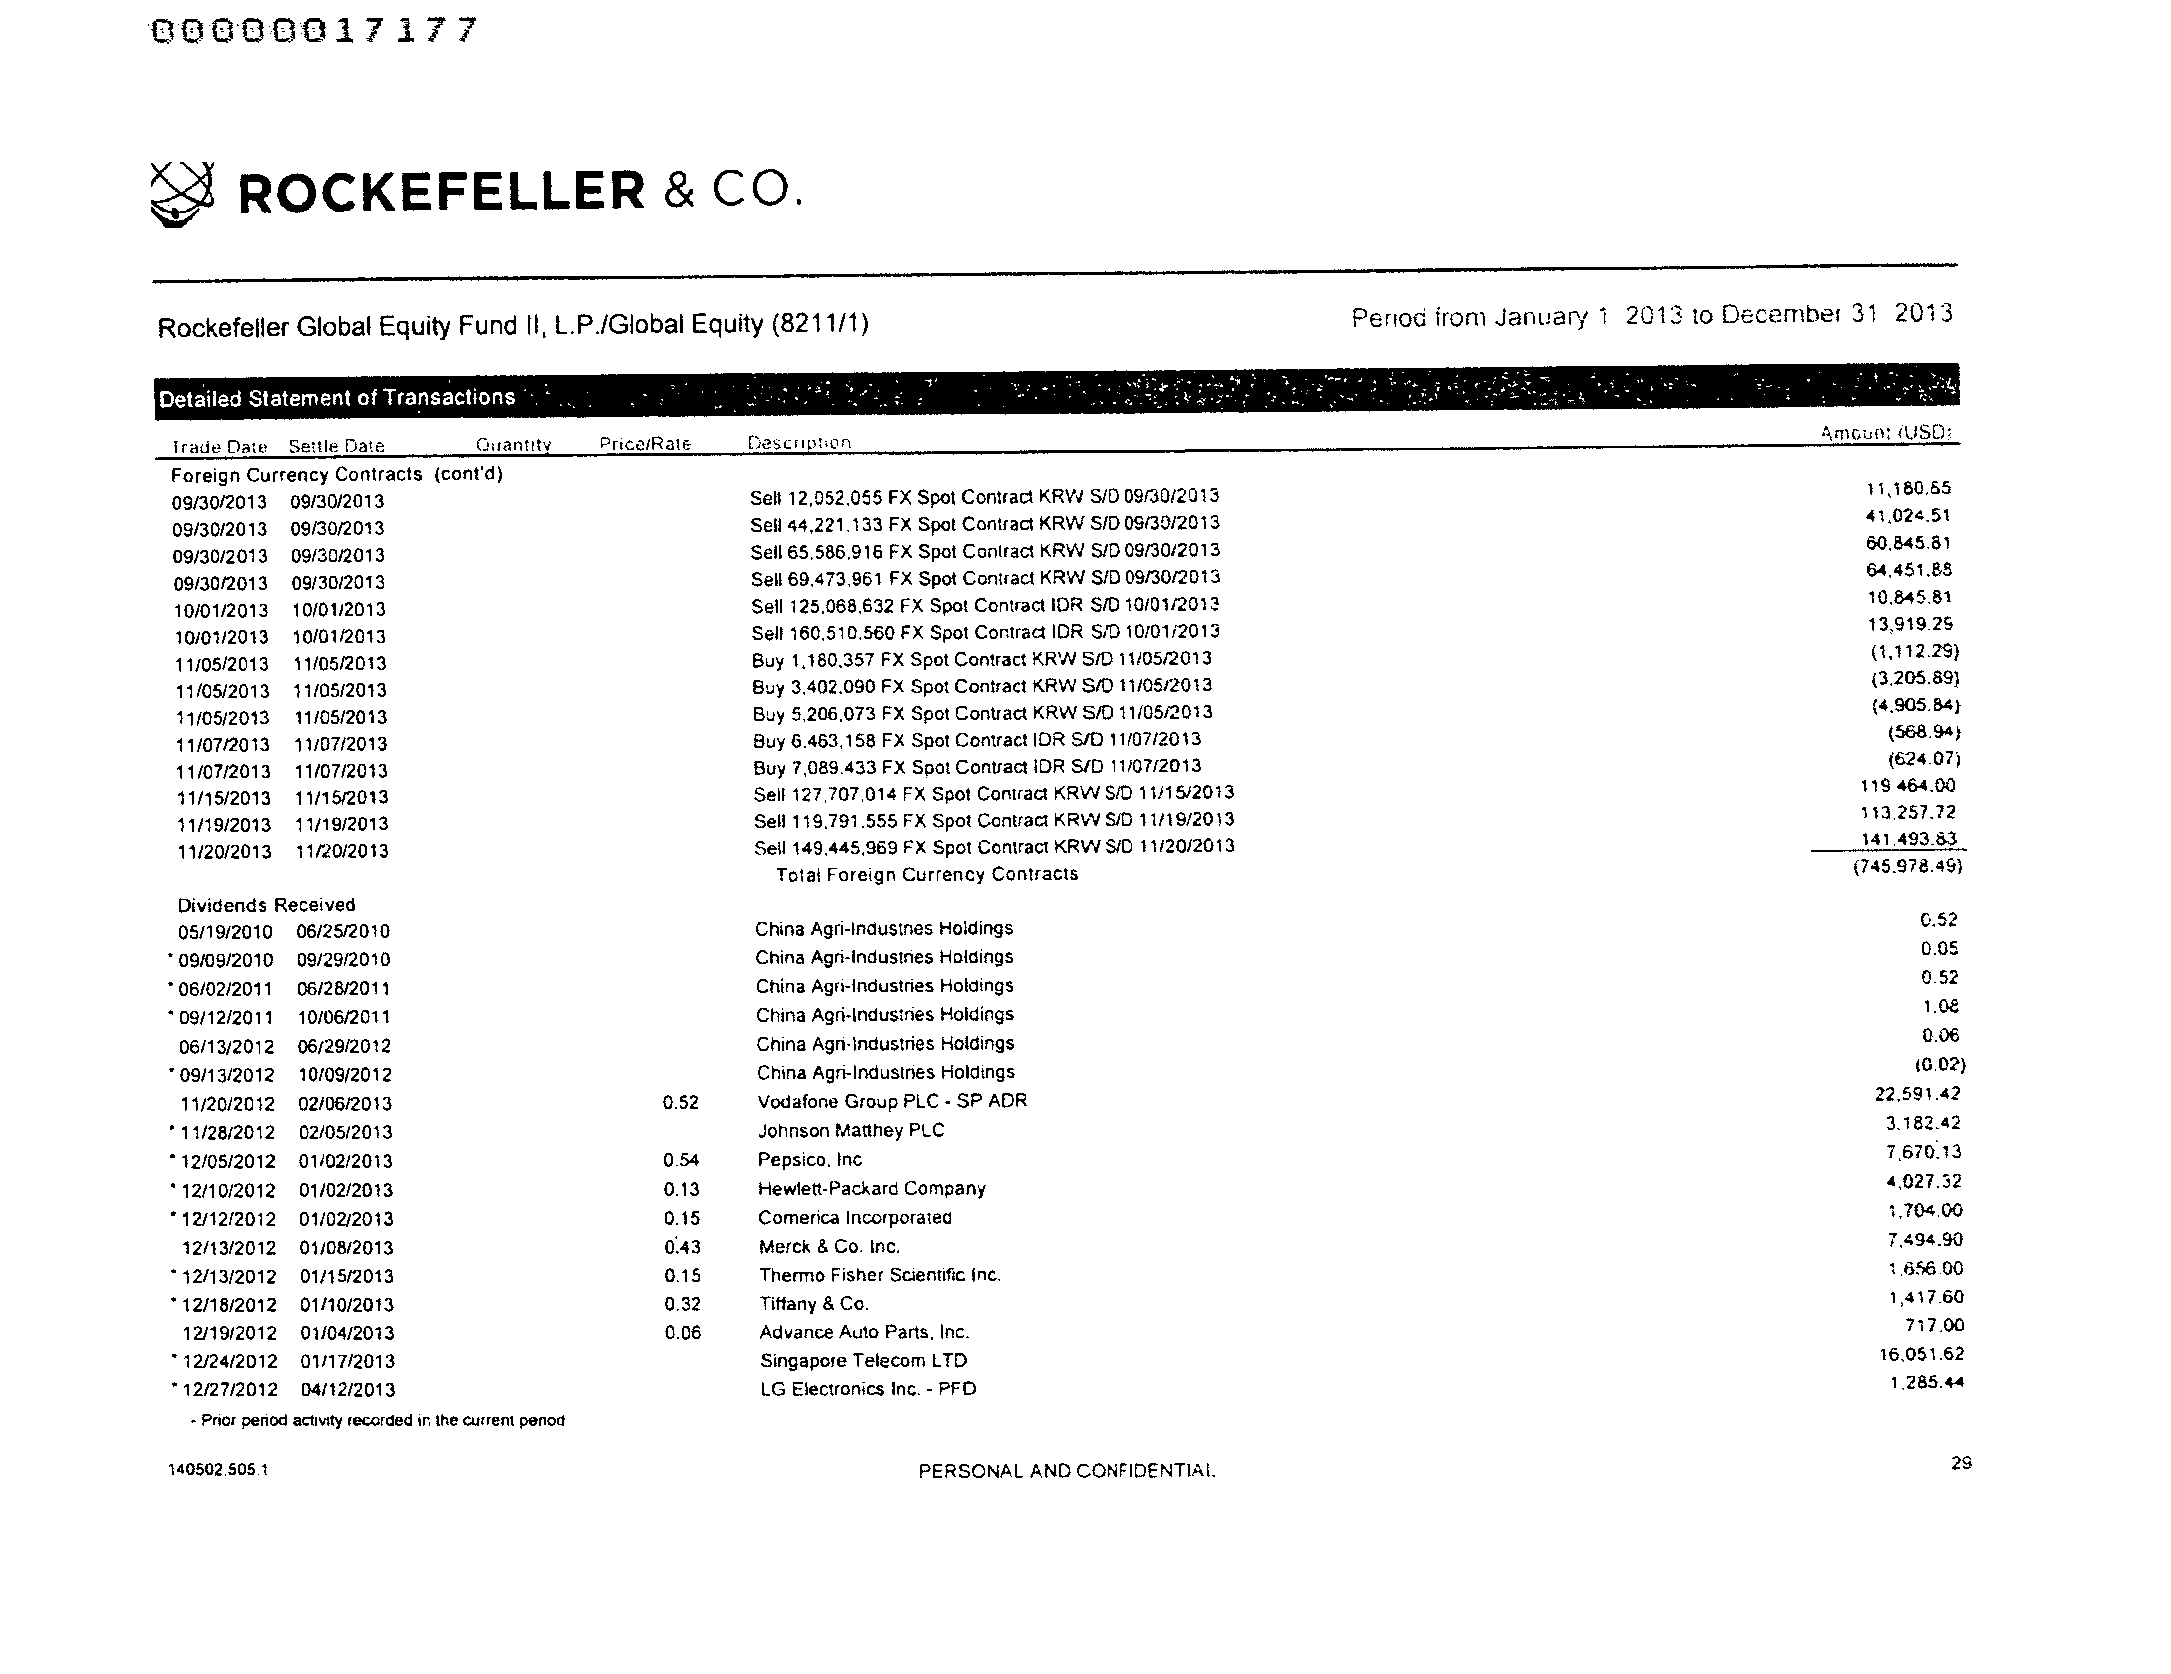 00000017177
ROCKEFELLER & CO.
Rockefeller Global Equity Fund II, L.P./Global Equity (8211/1) Period from January 1 2013 to December 31 2013
Detailed Statement of Transactions
Trade Date Settle Date Quantity Price/Rate Description Amount (USD)
Foreign Currency Contracts (cont'd)
09/30/2013 09/30/2013 Sell 12,052,055 FX Spot Contract KRW S/D 09/30/2013 11,180.65
09/30/2013 09/30/2013 Sell 44,221,133 FX Spot Contract KRW S/D 09/30/2013 41,024.51
09/30/2013 09/30/2013 Sell 65,586,916 FX Spot Contract KRW S/D 09/30/2013 60,845.81
09/30/2013 09/30/2013 Sell 69,473,961 FX Spot Contract KRW S/D 09/30/2013 64,451.88
10/01/2013 10/01/2013 Sell 125,068,632 FX Spot Contract IDR S/D 10/01/2013 10,845.81
10/01/2013 10/01/2013 Sell 160,510,560 FX Spot Contract IDR S/D 10/01/2013 13,919.29
11/05/2013 11/05/2013 Buy 1,180,357 FX Spot Contract KRW S/D 11/05/2013 (1,112.29)
11/05/2013 11/05/2013 Buy 3,402,090 FX Spot Contract KRW S/D 11/05/2013 (3,205.89)
11/05/2013 11/05/2013 Buy 5,206,073 FX Spot Contract KRW S/D 11/05/2013 (4,905.84)
11/07/2013 11/07/2013 Buy 6,463,158 FX Spot Contract IDR S/D 11/07/2013 (568.94)
11/07/2013 11/07/2013 Buy 7,089,433 FX Spot Contract IDR S/D 11/07/2013 (624.07)
11/15/2013 11/15/2013 Sell 127,707,014 FX Spot Contract KRW S/D 11/15/2013 119 464.00
11/19/2013 11/19/2013 Sell 119,791,555 FX Spot Contract KRW S/D 11/19/2013 113,257.72
11/20/2013 11/20/2013 Sell 149,445,969 FX Spot Contract KRW S/D 11/20/2013 141,493.83
Total Foreign Currency Contracts (745,978.49)
Dividends Received
05/19/2010 06/25/2010 China Agri-Industries Holdings 0.52
* 09/09/2010 09/29/2010 China Agri-Industries Holdings 0.05
* 06/02/2011 06/28/2011 China Agri-Industries Holdings 0.52
* 09/12/2011 10/06/2011 China Agri-Industries Holdings 1.08
06/13/2012 06/29/2012 China Agri-Industries Holdings 0.06
* 09/13/2012 10/09/2012 China Agri-Industries Holdings (0.02)
11/20/2012 02/06/2013 0.52 Vodafone Group PLC - SP ADR 22,591.42
* 11/28/2012 02/05/2013 Johnson Matthey PLC 3,182.42
* 12/05/2012 01/02/2013 0.54 Pepsico, Inc 7,670.13
* 12/10/2012 01/02/2013 0.13 Hewlett-Packard Company 4,027.32
* 12/12/2012 01/02/2013 0.15 Comerica Incorporated 1,704.00
12/13/2012 01/08/2013 0.43 Merck & Co. Inc. 7,494.90
* 12/13/2012 01/15/2013 0.15 Thermo Fisher Scientific Inc. 1,656.00
* 12/18/2012 01/10/2013 0.32 Tiffany & Co. 1,417.60
12/19/2012 01/04/2013 0.06 Advance Auto Parts, Inc. 717.00
* 12/24/2012 01/17/2013 Singapore Telecom LTD 16,051.62
* 12/27/2012 04/12/2013 LG Electronics Inc. - PFD 1,285.44
- Prior period activity recorded in the current period
140502.505.1 PERSONAL AND CONFIDENTIAL 29